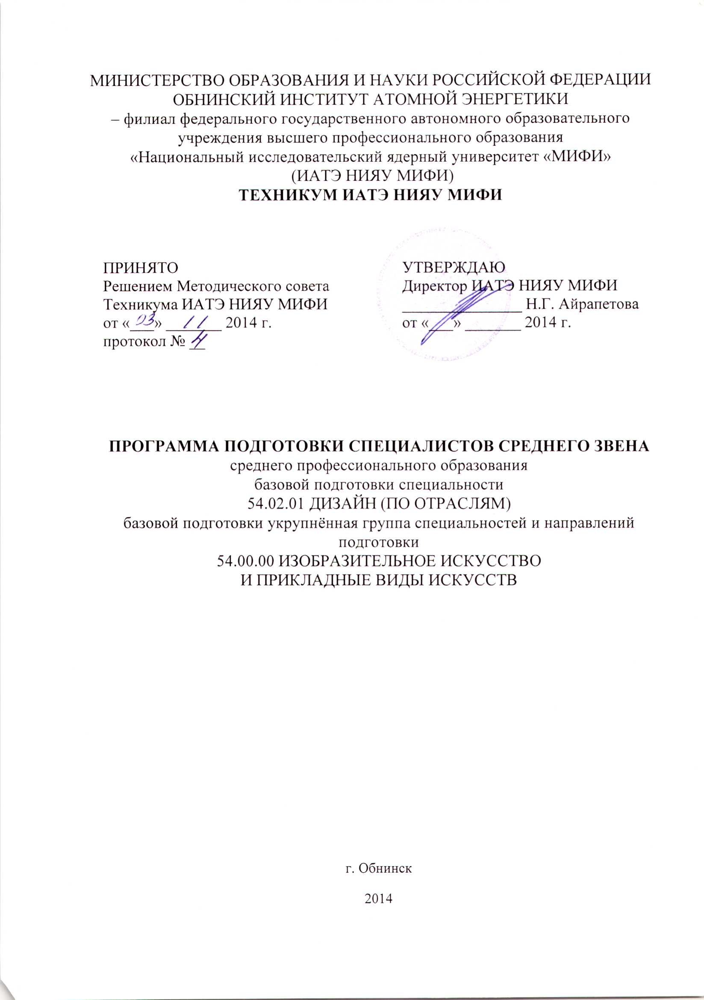 МИНИСТЕРСТВО ОБРАЗОВАНИЯ И НАУКИ РОССИЙСКОЙ ФЕДЕРАЦИИ
ОБНИНСКИЙ ИНСТИТУТ АТОМНОЙ ЭНЕРГЕТИКИ
– филиал федерального государственного автономного образовательного
учреждения высшего профессионального образования
«Национальный исследовательский ядерный университет «МИФИ»
(ИАТЭ НИЯУ МИФИ)
ТЕХНИКУМ ИАТЭ НИЯУ МИФИ
ПРИНЯТО
Решением Методического совета
Техникума ИАТЭ НИЯУ МИФИ
от «03» 11 2014 г.
протокол № 4
УТВЕРЖДАЮ
Директор ИАТЭ НИЯУ МИФИ
_______________ Н.Г. Айрапетова
от «___» _______ 2014 г.
ПРОГРАММА ПОДГОТОВКИ СПЕЦИАЛИСТОВ СРЕДНЕГО ЗВЕНА
среднего профессионального образования
базовой подготовки специальности
54.02.01 ДИЗАЙН (ПО ОТРАСЛЯМ)
базовой подготовки укрупнённая группа специальностей и направлений
подготовки
54.00.00 ИЗОБРАЗИТЕЛЬНОЕ ИСКУССТВО
И ПРИКЛАДНЫЕ ВИДЫ ИСКУССТВ
г. Обнинск
2014